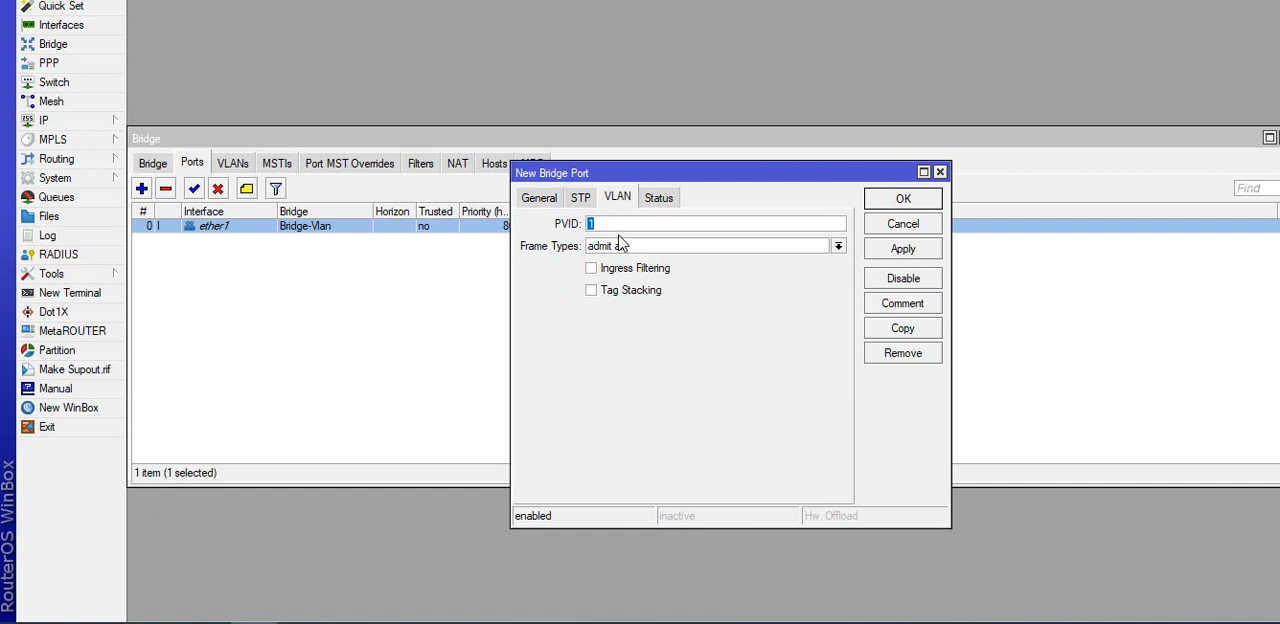 Quick Set
Interfaces
Bridge
PPP
Switch
Mesh
IP
MPLS
Routing
System
Queues
Files
Log
RADIUS
Tools
New Terminal
Dot1X
MetaROUTER
Partition
Make Supout.rif
Manual
New WinBox
Exit
RouterOS WinBox
Bridge
Bridge Ports VLANs MSTIs Port MST Overrides Filters NAT Hosts
Find
# Interface Bridge Horizon Trusted Priority (h...
0 I ether1 Bridge-Vlan no
1 item (1 selected)
New Bridge Port
General STP VLAN Status
PVID: 1
Frame Types: admit
Ingress Filtering
Tag Stacking
OK
Cancel
Apply
Disable
Comment
Copy
Remove
enabled inactive Hw. Offload